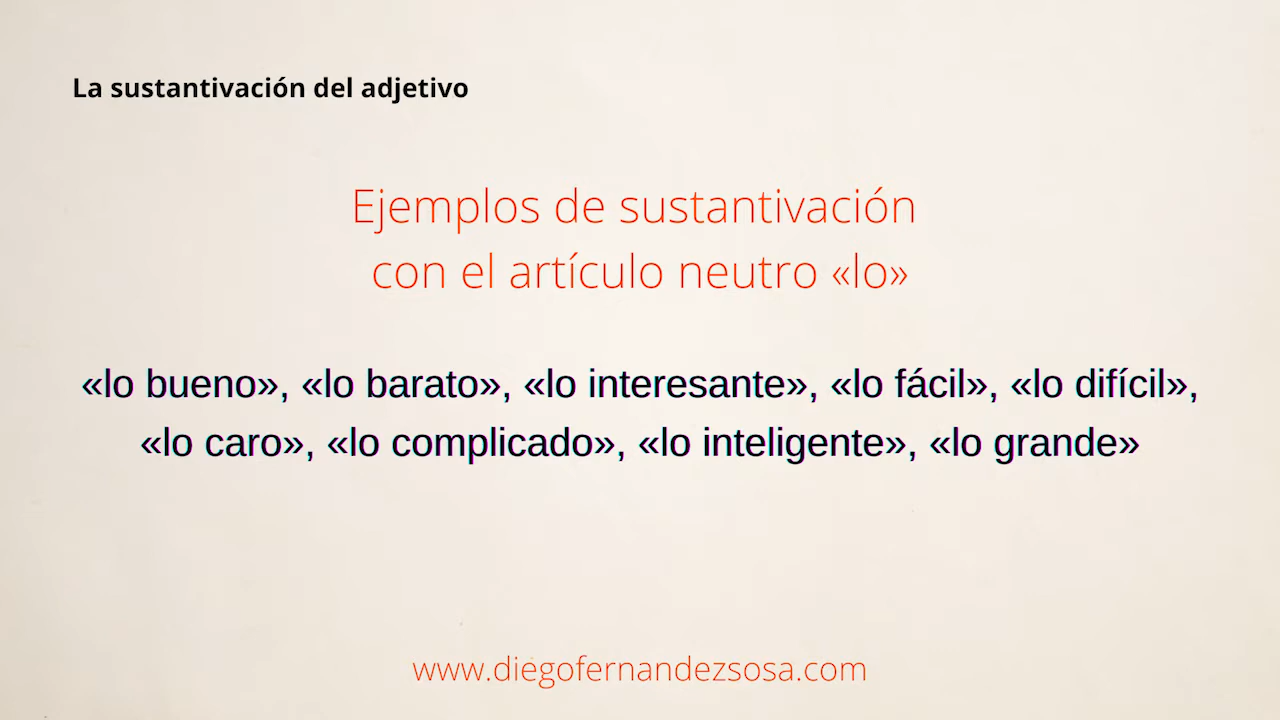 La sustantivación del adjetivo
Ejemplos de sustantivación
con el artículo neutro «lo»
«lo bueno», «lo barato», «lo interesante», «lo fácil», «lo difícil»,
«lo caro», «lo complicado», «lo inteligente», «lo grande»
www.diegofernandezsosa.com